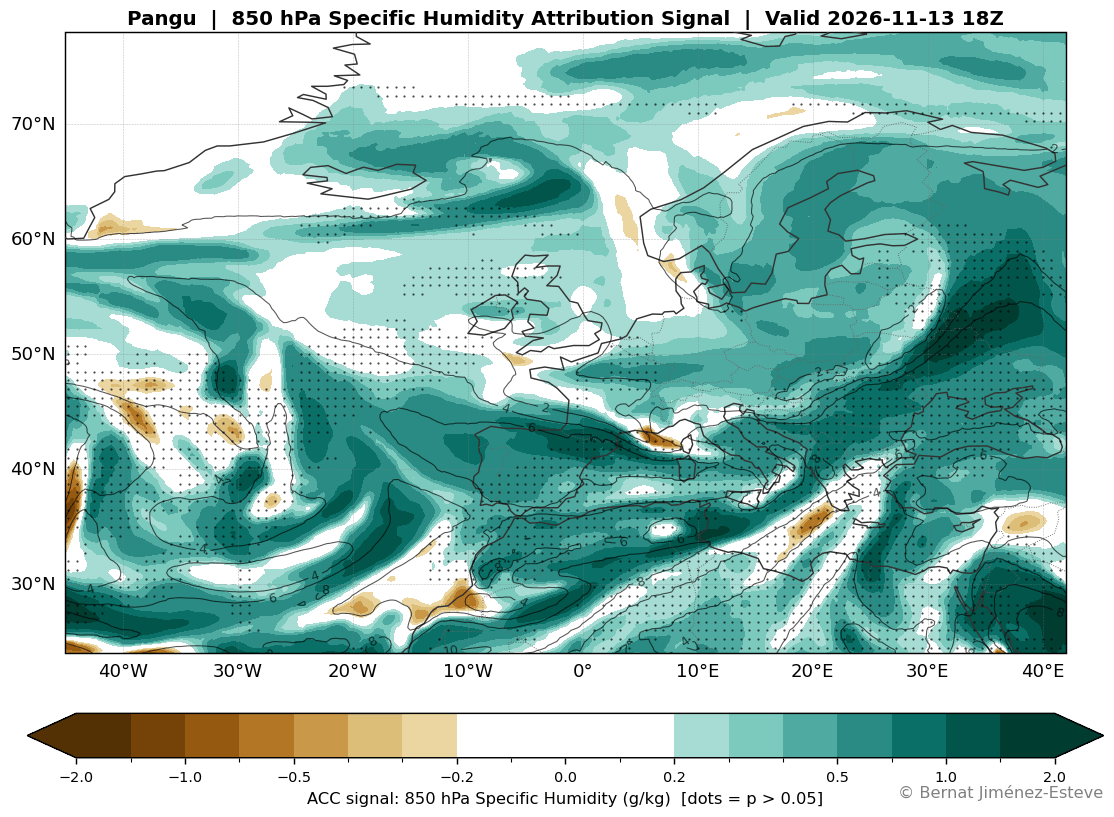 Pangu | 850 hPa Specific Humidity Attribution Signal | Valid 2026-11-13 18Z
70°N
60°N
50°N
40°N
30°N
40°W 30°W 20°W 10°W 0° 10°E 20°E 30°E 40°E
−2.0 −1.0 −0.5 −0.2 0.0 0.2 0.5 1.0 2.0
ACC signal: 850 hPa Specific Humidity (g/kg) [dots = p > 0.05]
© Bernat Jiménez-Esteve